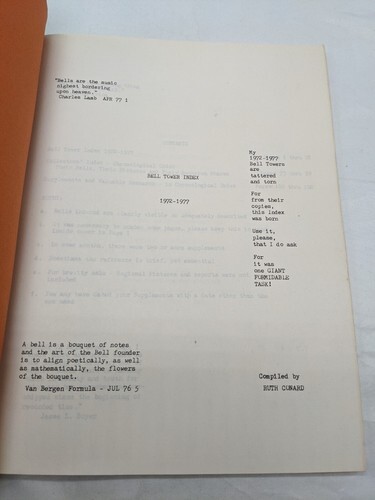 "Bells are the music
nighest bordering
upon heaven."
Charles Lamb APR 77 1
BELL TOWER INDEX
1972-1977
My
1972-1977
Bell Towers
are
tattered
and torn
For
from their
copies,
this Index
was born
Use it,
please,
that I do ask
For
it was
one GIANT
FORMIDABLE
TASK!
A bell is a bouquet of notes
and the art of the Bell founder
is to align poetically, as well
as mathematically, the flowers
of the bouquet.
Van Bergen Formula - JUL 76 5
Compiled by
RUTH CONARD